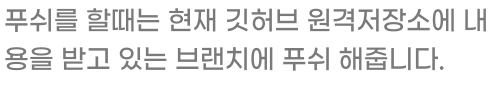 푸쉬를 할때는 현재 깃허브 원격저장소에 내
용을 받고 있는 브랜치에 푸쉬 해줍니다.